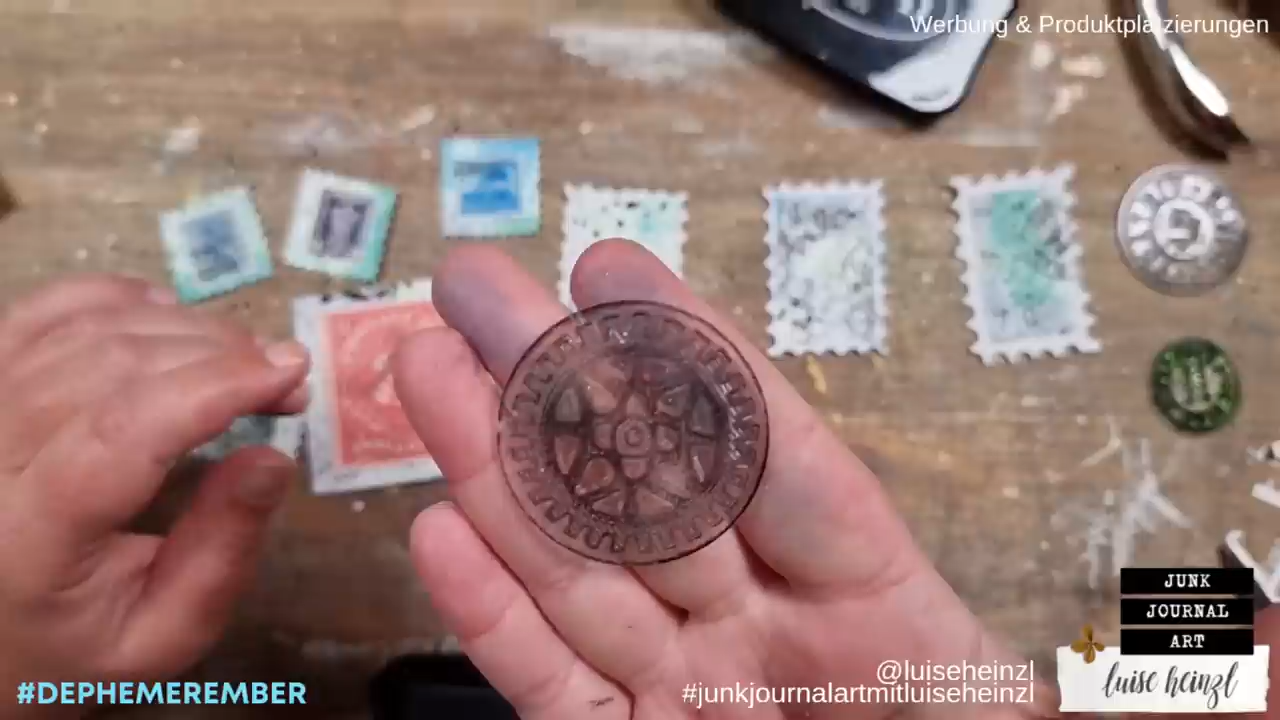 Werbung & Produktplatzierungen
JUNK
JOURNAL
ART
luise heinzl
@luiseheinzl
#junkjournalartmitluiseheinzl
#DEPHEMEREMBER